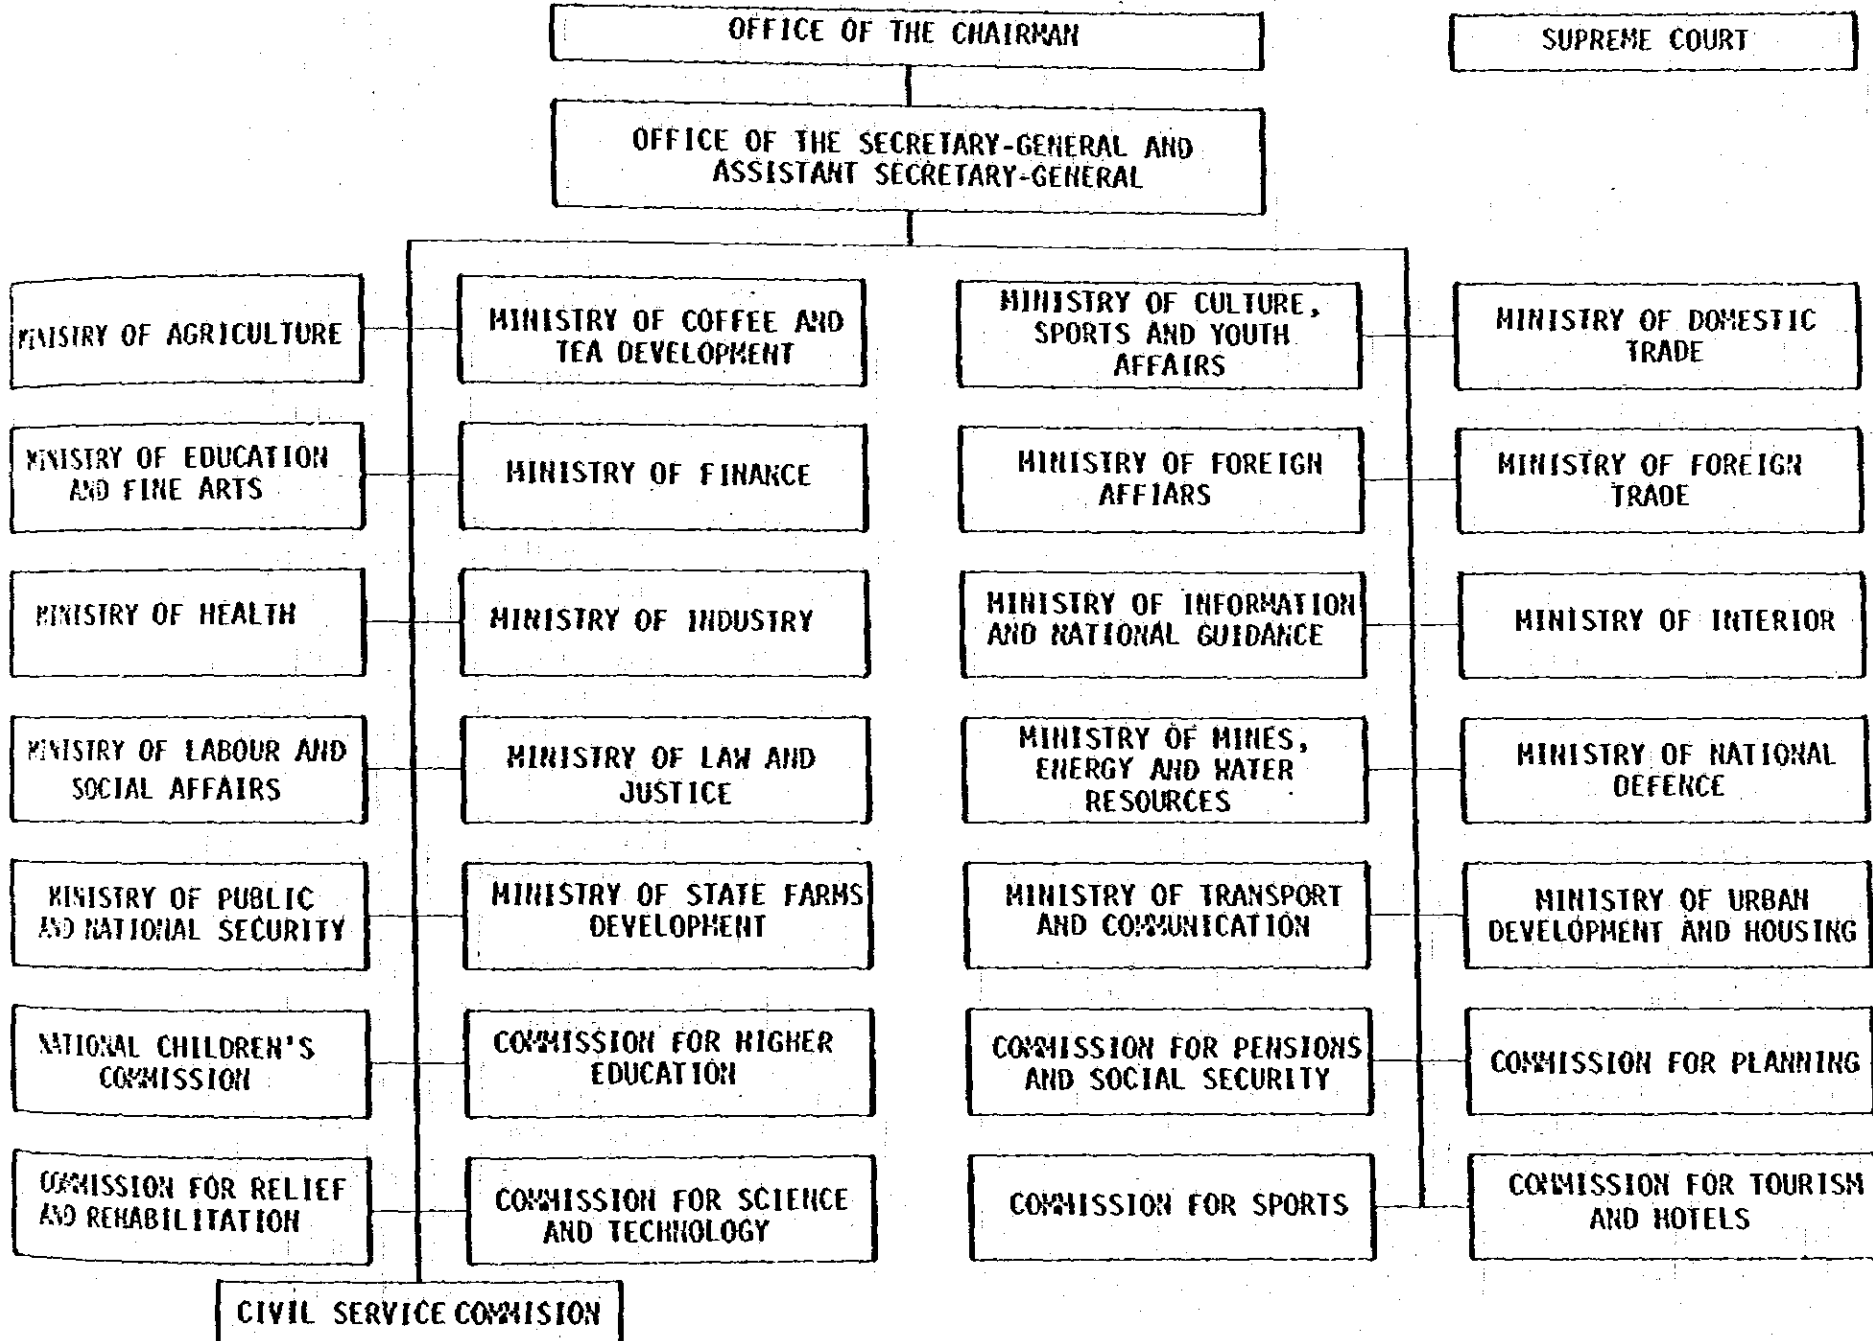 OFFICE OF THE CHAIRMAN
SUPREME COURT
OFFICE OF THE SECRETARY-GENERAL AND
ASSISTANT SECRETARY-GENERAL
MINISTRY OF AGRICULTURE
MINISTRY OF COFFEE AND
TEA DEVELOPMENT
MINISTRY OF CULTURE,
SPORTS AND YOUTH
AFFAIRS
MINISTRY OF DOMESTIC
TRADE
MINISTRY OF EDUCATION
AND FINE ARTS
MINISTRY OF FINANCE
MINISTRY OF FOREIGN
AFFIARS
MINISTRY OF FOREIGN
TRADE
MINISTRY OF HEALTH
MINISTRY OF INDUSTRY
MINISTRY OF INFORMATION
AND NATIONAL GUIDANCE
MINISTRY OF INTERIOR
MINISTRY OF LABOUR AND
SOCIAL AFFAIRS
MINISTRY OF LAW AND
JUSTICE
MINISTRY OF MINES,
ENERGY AND WATER
RESOURCES
MINISTRY OF NATIONAL
DEFENCE
MINISTRY OF PUBLIC
AND NATIONAL SECURITY
MINISTRY OF STATE FARMS
DEVELOPMENT
MINISTRY OF TRANSPORT
AND COMMUNICATION
MINISTRY OF URBAN
DEVELOPMENT AND HOUSING
NATIONAL CHILDREN'S
COMMISSION
COMMISSION FOR HIGHER
EDUCATION
COMMISSION FOR PENSIONS
AND SOCIAL SECURITY
COMMISSION FOR PLANNING
COMMISSION FOR RELIEF
AND REHABILITATION
COMMISSION FOR SCIENCE
AND TECHNOLOGY
COMMISSION FOR SPORTS
COMMISSION FOR TOURISM
AND HOTELS
CIVIL SERVICE COMMISION